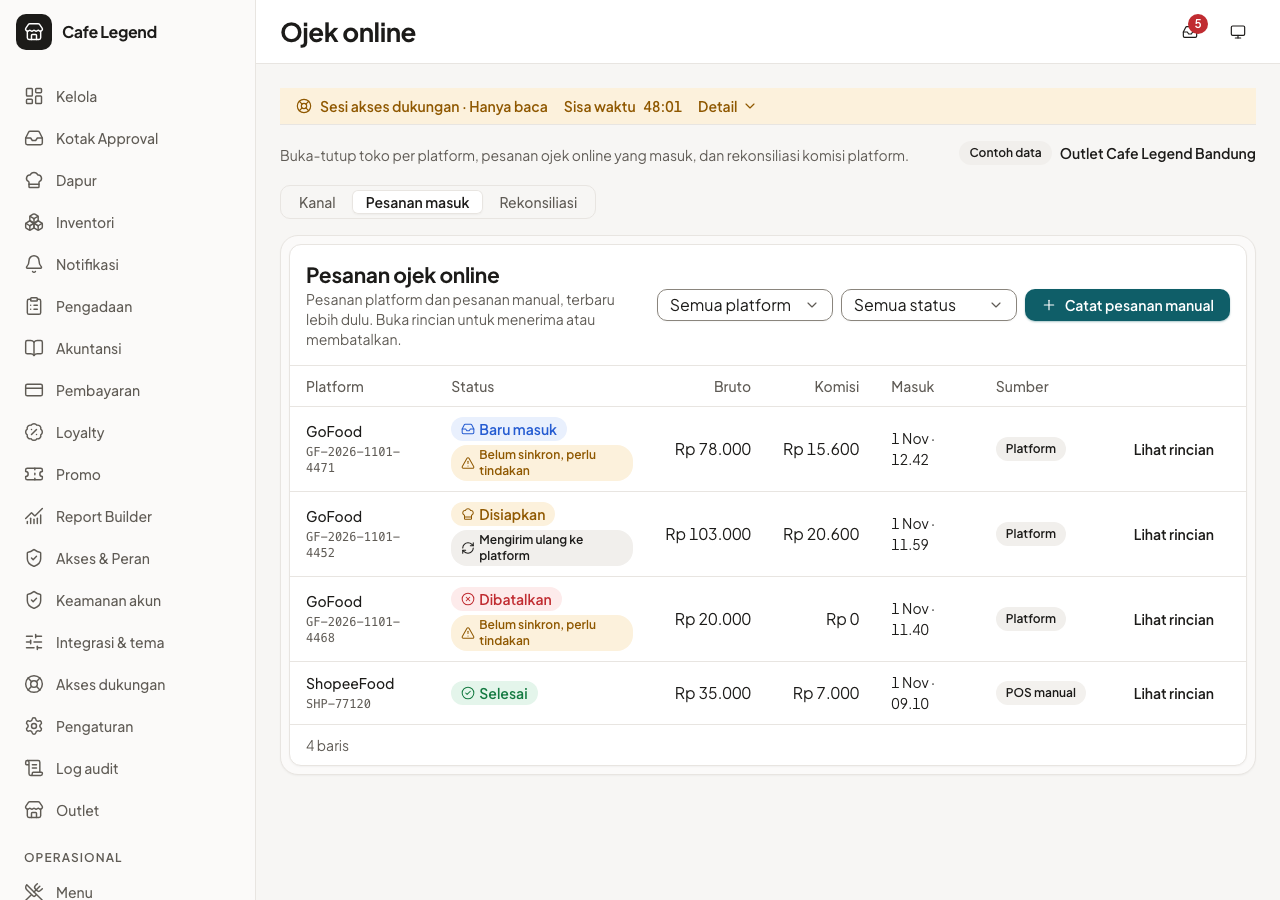 Cafe Legend
Ojek online
5
Kelola
Kotak Approval
Dapur
Inventori
Notifikasi
Pengadaan
Akuntansi
Pembayaran
Loyalty
Promo
Report Builder
Akses & Peran
Keamanan akun
Integrasi & tema
Akses dukungan
Pengaturan
Log audit
Outlet
OPERASIONAL
Menu
Sesi akses dukungan · Hanya baca Sisa waktu 48:01 Detail
Buka-tutup toko per platform, pesanan ojek online yang masuk, dan rekonsiliasi komisi platform.
Contoh data Outlet Cafe Legend Bandung
Kanal Pesanan masuk Rekonsiliasi
Pesanan ojek online
Pesanan platform dan pesanan manual, terbaru
lebih dulu. Buka rincian untuk menerima atau
membatalkan.
Semua platform Semua status Catat pesanan manual
Platform Status Bruto Komisi Masuk Sumber
GoFood
GF-2026-1101-
4471
Baru masuk
Belum sinkron, perlu
tindakan
Rp 78.000 Rp 15.600
1 Nov ·
12.42
Platform Lihat rincian
GoFood
GF-2026-1101-
4452
Disiapkan
Mengirim ulang ke
platform
Rp 103.000 Rp 20.600
1 Nov ·
11.59
Platform Lihat rincian
GoFood
GF-2026-1101-
4468
Dibatalkan
Belum sinkron, perlu
tindakan
Rp 20.000 Rp 0
1 Nov ·
11.40
Platform Lihat rincian
ShopeeFood
SHP-77120
Selesai
Rp 35.000 Rp 7.000
1 Nov ·
09.10
POS manual Lihat rincian
4 baris